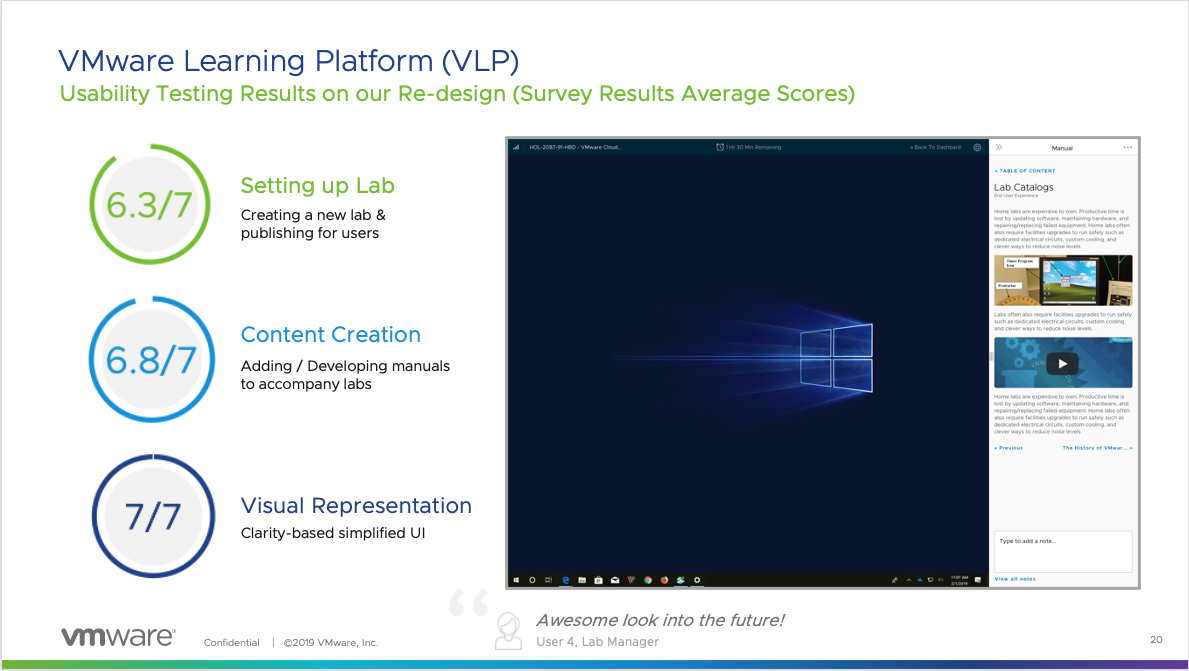 VMware Learning Platform (VLP)
Usability Testing Results on our Re-design (Survey Results Average Scores)
6.3/7
Setting up Lab
Creating a new lab &
publishing for users
6.8/7
Content Creation
Adding / Developing manuals
to accompany labs
7/7
Visual Representation
Clarity-based simplified UI
HOL-2087-91-HBD - VMware Cloud..
1 Hr 30 Min Remaining
< Back To Dashbard
Manual
< TABLE OF CONTENT
Lab Catalogs
End User Experience
Home labs are expensive to own. Productive time is
lost by updating software, maintaining hardware, and
repairing/replacing failed equipment. Home labs often
also require facilities upgrades to run safely such as
dedicated electrical circuits, custom cooling, and
clever ways to reduce noise levels.
Timer Program
Icon
Protractor
Labs often also require facilities upgrades to run safely
such as dedicated electrical circuits, custom cooling,
and clever ways to reduce noise levels.
Home labs are expensive to own. Productive time is
lost by updating software, maintaining hardware, and
repairing/replacing failed equipment. Home labs often
also require facilities upgrades to run safely such as
dedicated electrical circuits, custom cooling, and
clever ways to reduce noise levels.
< Previous
The History of VMwar... >
Type to add a note...
View all notes
11:07 AM
“
Awesome look into the future!
User 4, Lab Manager
vmware
Confidential | ©2019 VMware, Inc.
20